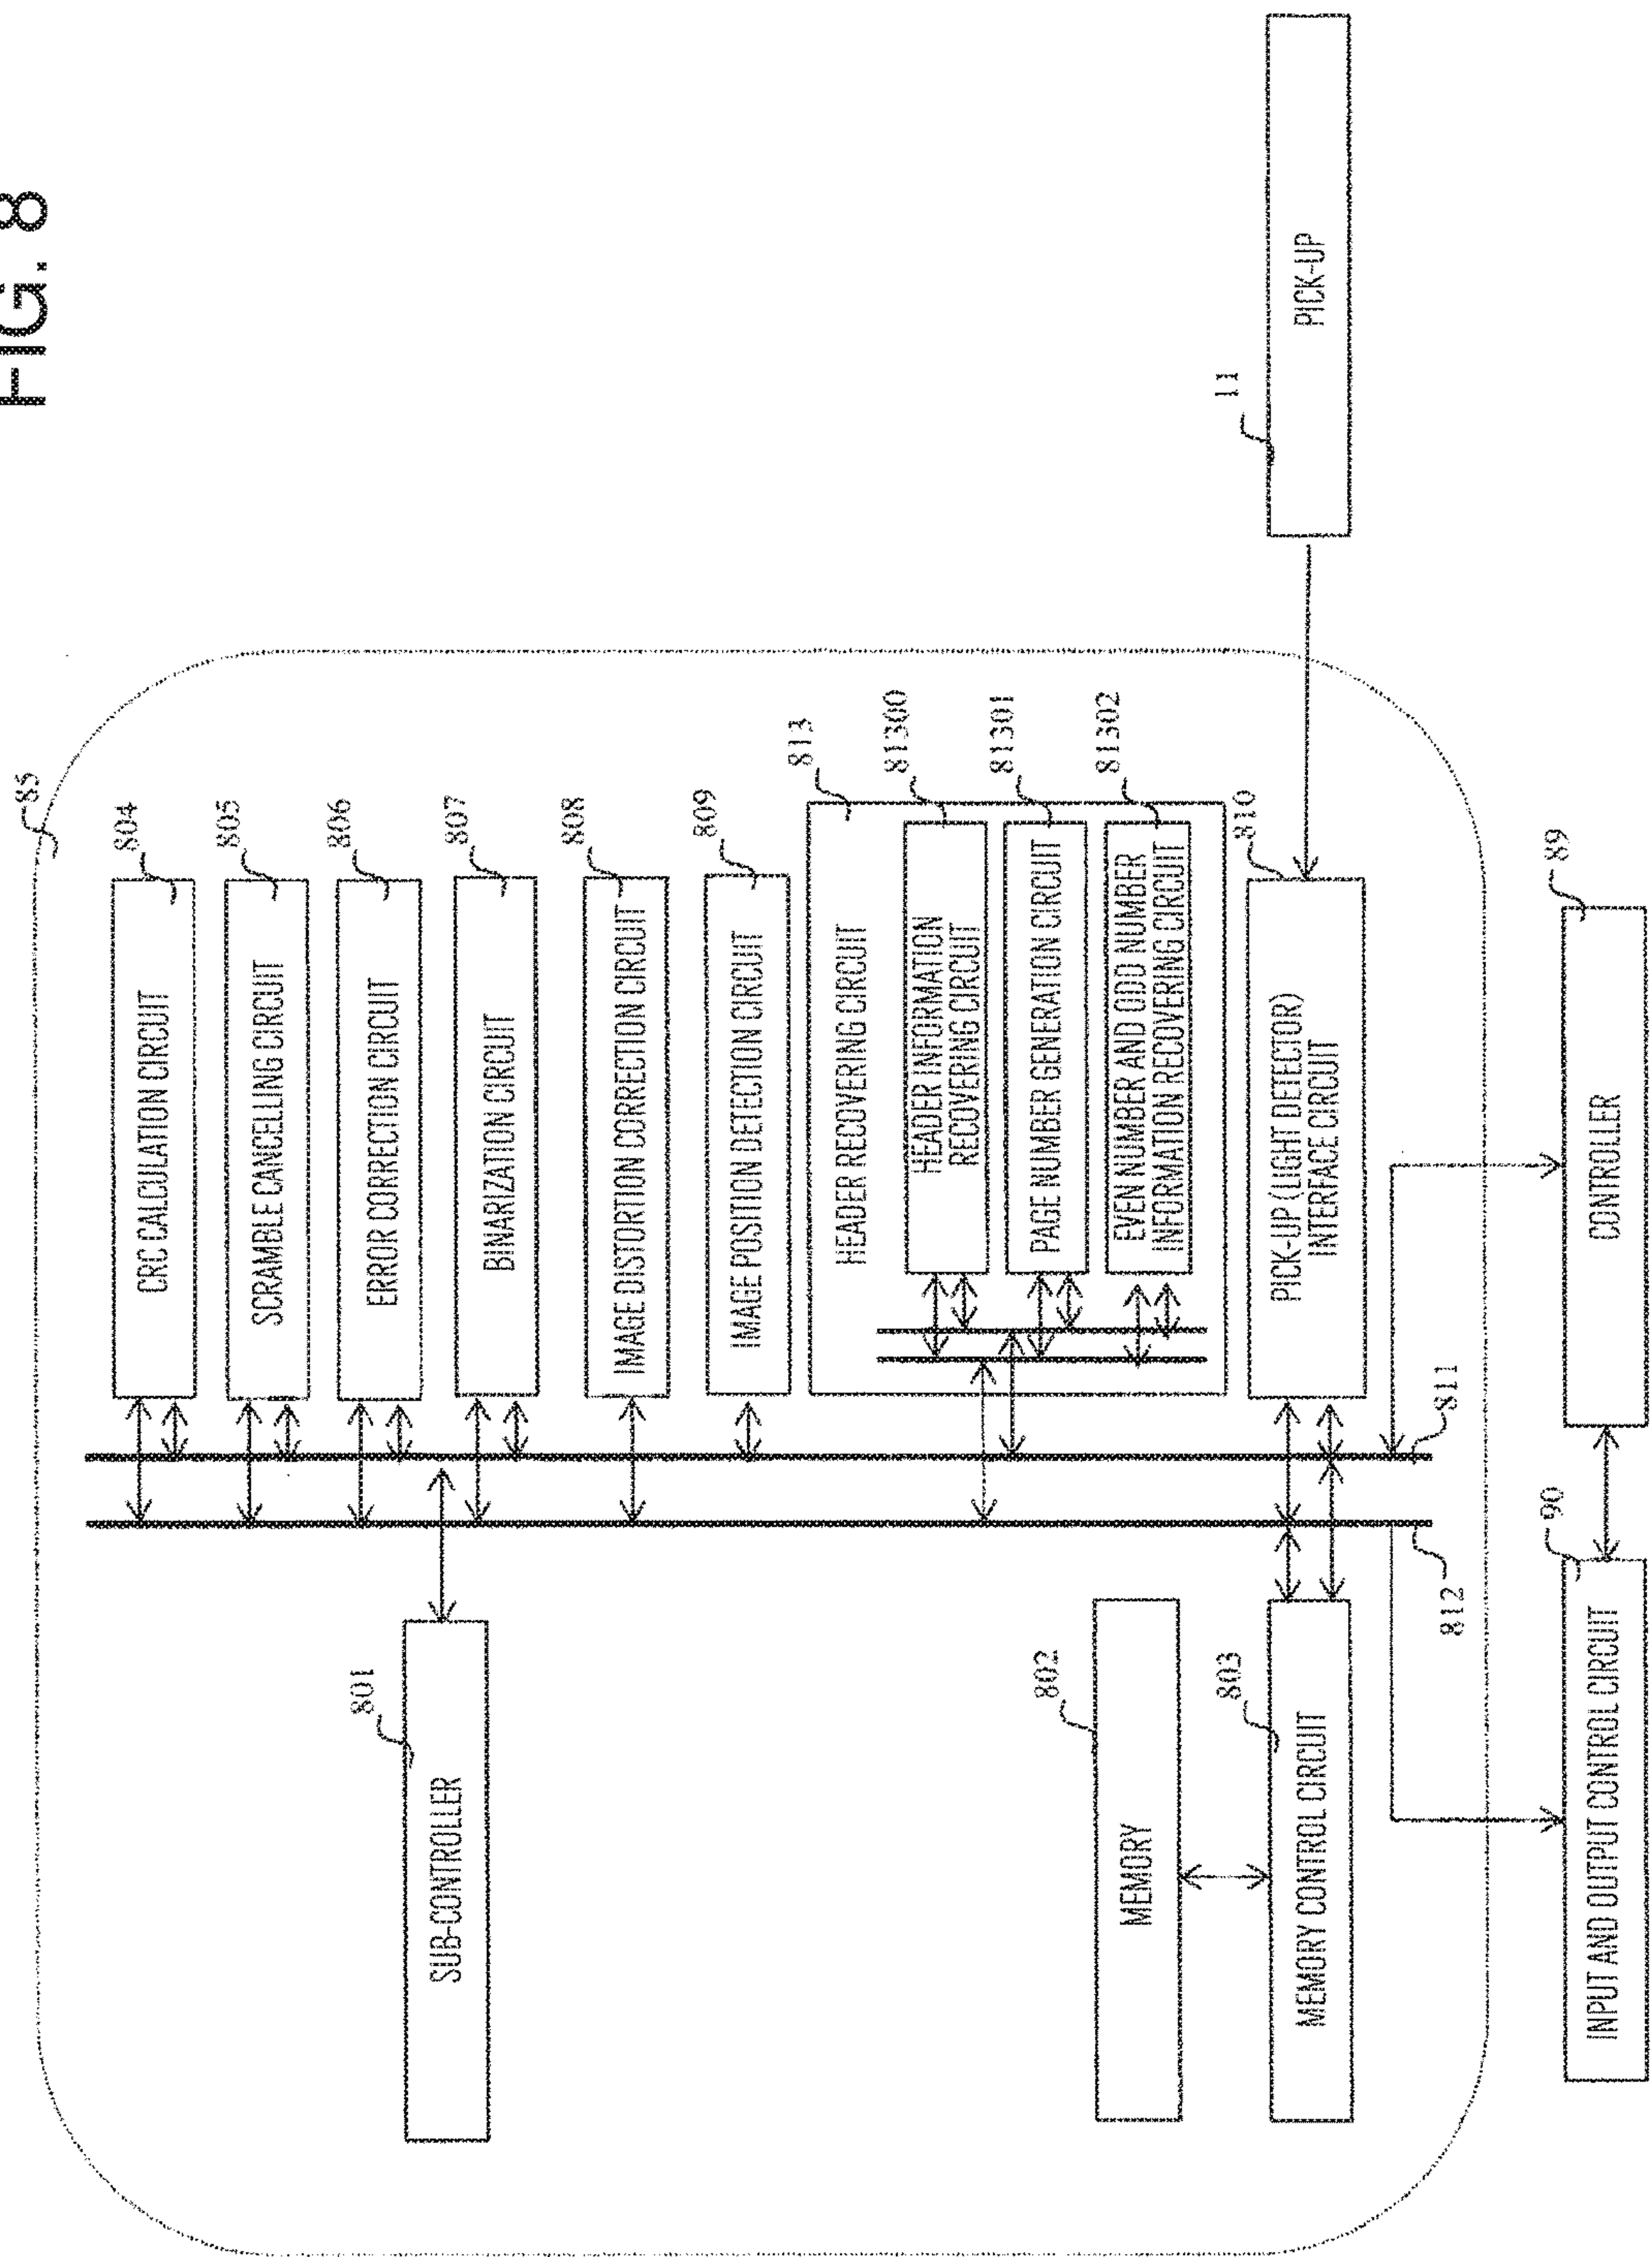 FIG. 8
85
SUB-CONTROLLER
801
CRC CALCULATION CIRCUIT
804
SCRAMBLE CANCELLING CIRCUIT
805
ERROR CORRECTION CIRCUIT
806
BINARIZATION CIRCUIT
807
IMAGE DISTORTION CORRECTION CIRCUIT
808
IMAGE POSITION DETECTION CIRCUIT
809
HEADER RECOVERING CIRCUIT
813
HEADER INFORMATION
RECOVERING CIRCUIT
81300
PAGE NUMBER GENERATION CIRCUIT
81301
EVEN NUMBER AND ODD NUMBER
INFORMATION RECOVERING CIRCUIT
81302
MEMORY
802
MEMORY CONTROL CIRCUIT
803
PICK-UP (LIGHT DETECTOR)
INTERFACE CIRCUIT
810
PICK-UP
11
812
811
INPUT AND OUTPUT CONTROL CIRCUIT
90
CONTROLLER
89